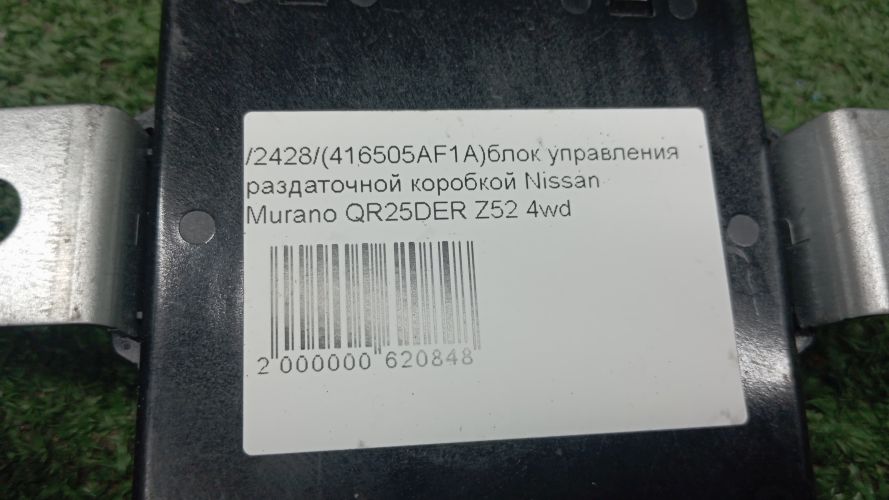 /2428/(416505AF1A)блок управления
раздаточной коробкой Nissan
Murano QR25DER Z52 4wd
2 000000 620848